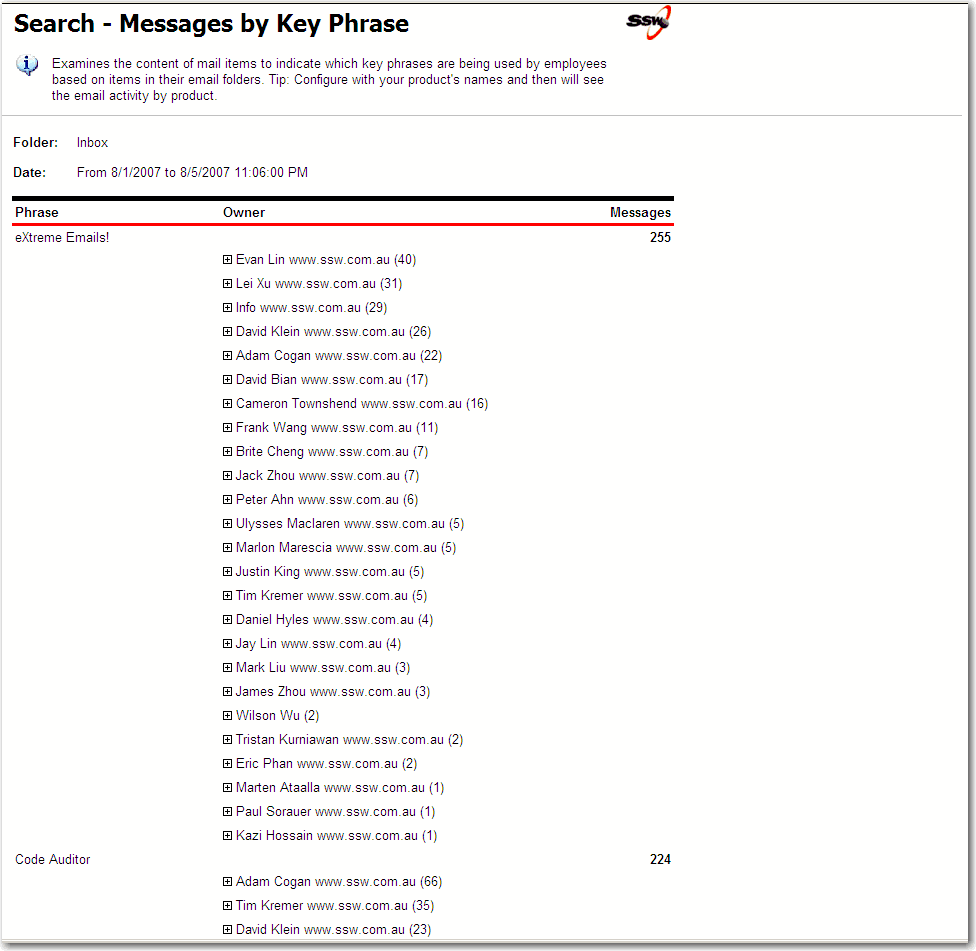 Search - Messages by Key Phrase
SSW
Examines the content of mail items to indicate which key phrases are being used by employees
based on items in their email folders. Tip: Configure with your product's names and then will see
the email activity by product.
Folder: Inbox
Date: From 8/1/2007 to 8/5/2007 11:06:00 PM
Phrase Owner Messages
eXtreme Emails! 255
Evan Lin www.ssw.com.au (40)
Lei Xu www.ssw.com.au (31)
Info www.ssw.com.au (29)
David Klein www.ssw.com.au (26)
Adam Cogan www.ssw.com.au (22)
David Bian www.ssw.com.au (17)
Cameron Townshend www.ssw.com.au (16)
Frank Wang www.ssw.com.au (11)
Brite Cheng www.ssw.com.au (7)
Jack Zhou www.ssw.com.au (7)
Peter Ahn www.ssw.com.au (6)
Ulysses Maclaren www.ssw.com.au (5)
Marlon Marescia www.ssw.com.au (5)
Justin King www.ssw.com.au (5)
Tim Kremer www.ssw.com.au (5)
Daniel Hyles www.ssw.com.au (4)
Jay Lin www.ssw.com.au (4)
Mark Liu www.ssw.com.au (3)
James Zhou www.ssw.com.au (3)
Wilson Wu (2)
Tristan Kurniawan www.ssw.com.au (2)
Eric Phan www.ssw.com.au (2)
Marten Ataalla www.ssw.com.au (1)
Paul Sorauer www.ssw.com.au (1)
Kazi Hossain www.ssw.com.au (1)
Code Auditor 224
Adam Cogan www.ssw.com.au (66)
Tim Kremer www.ssw.com.au (35)
David Klein www.ssw.com.au (23)